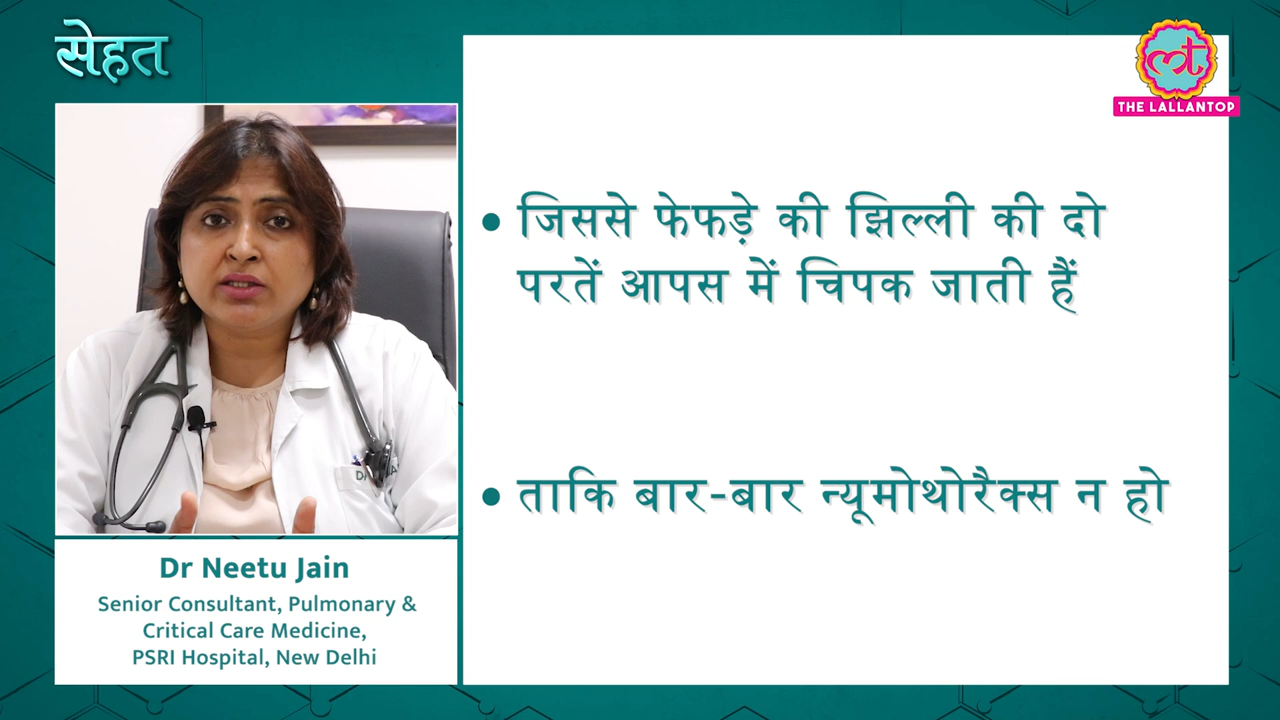 सेहत
THE LALLANTOP
जिससे फेफड़े की झिल्ली की दो
परतें आपस में चिपक जाती हैं
ताकि बार-बार न्यूमोथोरैक्स न हो
Dr Neetu Jain
Senior Consultant, Pulmonary &
Critical Care Medicine,
PSRI Hospital, New Delhi